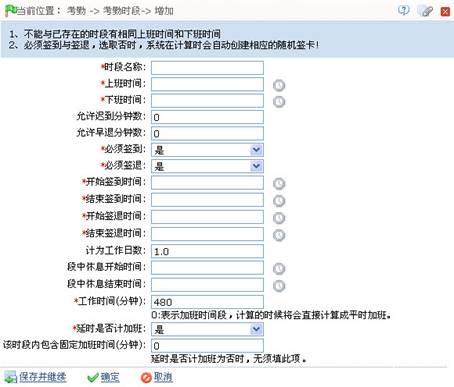 当前位置： 考勤 -> 考勤时段-> 增加
1、不能与已存在的时段有相同上班时间和下班时间
2、必须签到与签退，选取否时，系统在计算时会自动创建相应的随机签卡！
*时段名称:
*上班时间:
*下班时间:
允许迟到分钟数: 0
允许早退分钟数: 0
*必须签到: 是
*必须签退: 是
*开始签到时间:
*结束签到时间:
*开始签退时间:
*结束签退时间:
计为工作日数: 1.0
段中休息开始时间:
段中休息结束时间:
*工作时间(分钟): 480
0:表示加班时间段，计算的时候将会直接计算成平时加班。
*延时是否计加班: 是
该时段内包含固定加班时间(分钟): 0
延时是否计加班为否时，无须填此项。
保存并继续 确定 取消